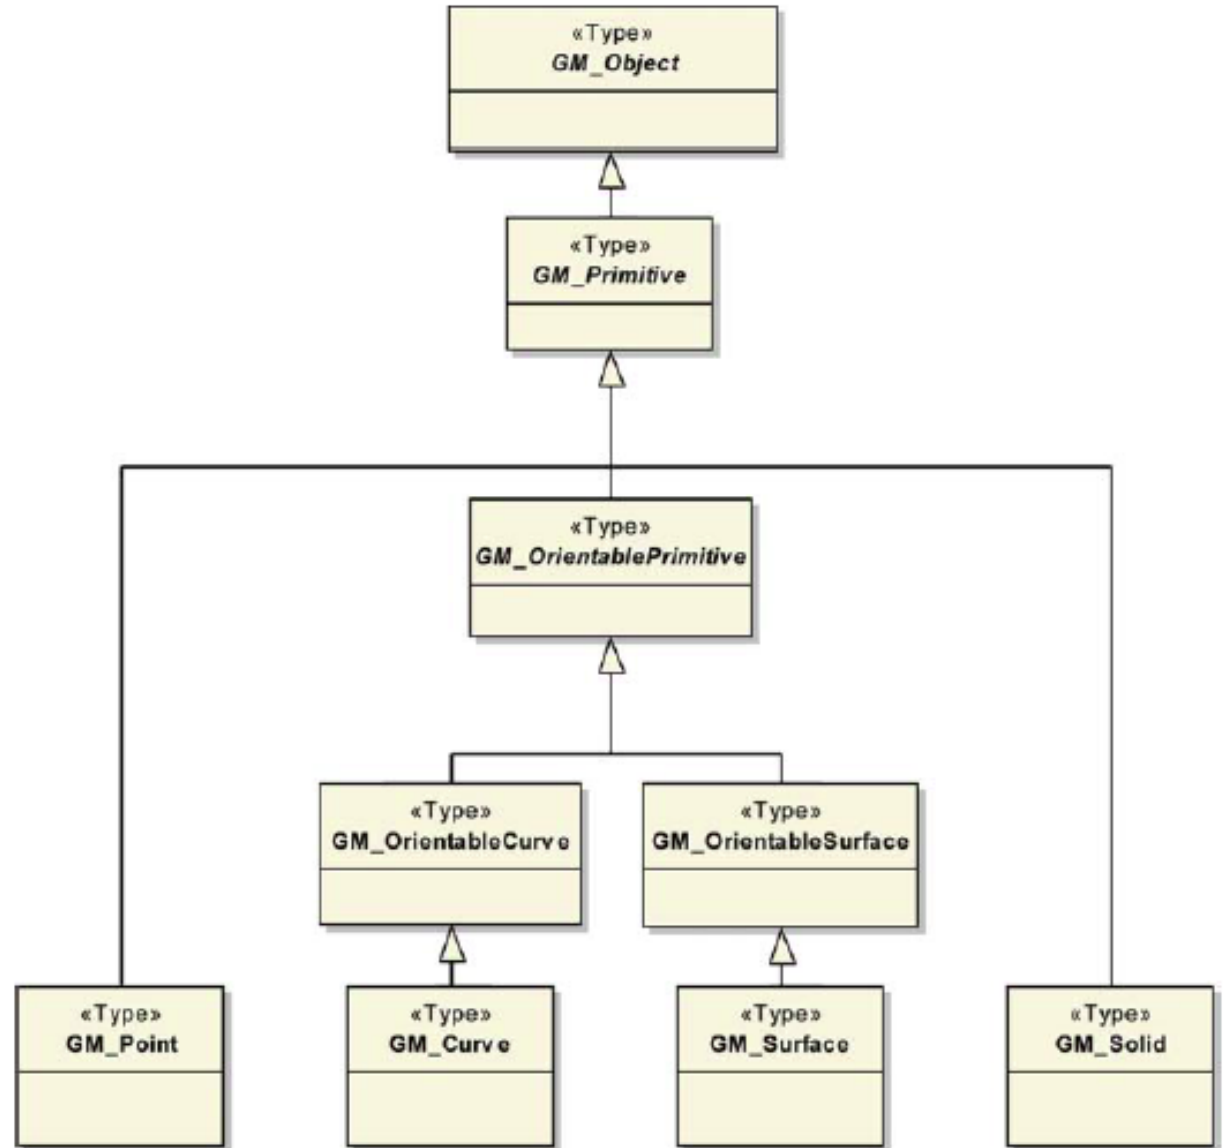 «Type»
GM_Object
«Type»
GM_Primitive
«Type»
GM_OrientablePrimitive
«Type»
GM_OrientableCurve
«Type»
GM_OrientableSurface
«Type»
GM_Point
«Type»
GM_Curve
«Type»
GM_Surface
«Type»
GM_Solid